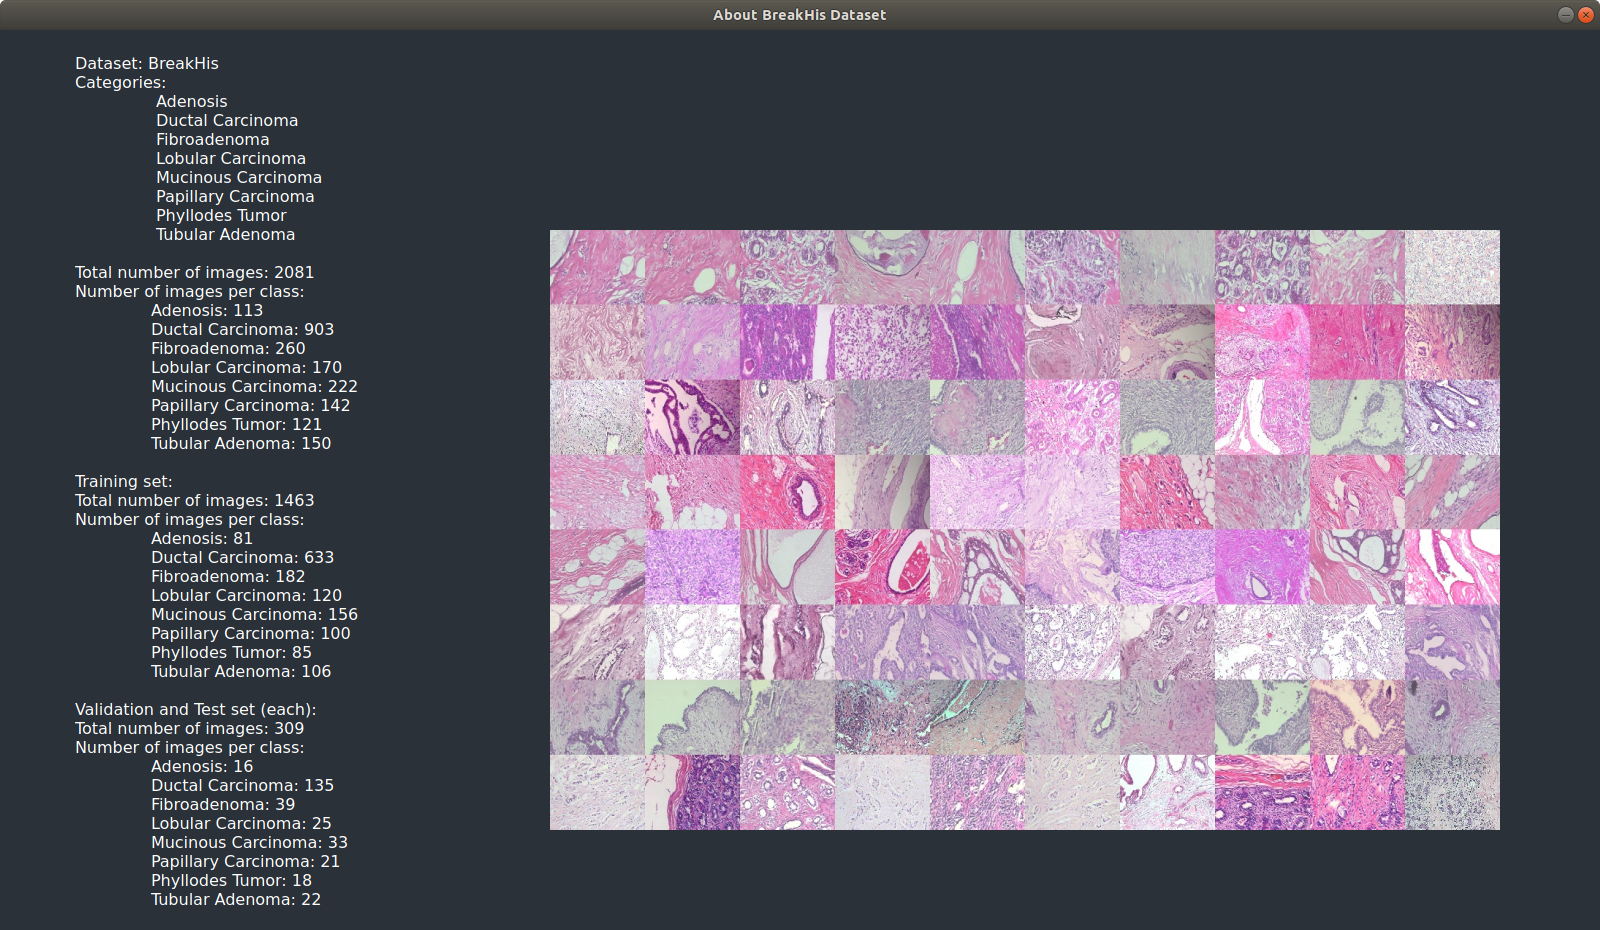 About BreakHis Dataset
Dataset: BreakHis
Categories:
Adenosis
Ductal Carcinoma
Fibroadenoma
Lobular Carcinoma
Mucinous Carcinoma
Papillary Carcinoma
Phyllodes Tumor
Tubular Adenoma
Total number of images: 2081
Number of images per class:
Adenosis: 113
Ductal Carcinoma: 903
Fibroadenoma: 260
Lobular Carcinoma: 170
Mucinous Carcinoma: 222
Papillary Carcinoma: 142
Phyllodes Tumor: 121
Tubular Adenoma: 150
Training set:
Total number of images: 1463
Number of images per class:
Adenosis: 81
Ductal Carcinoma: 633
Fibroadenoma: 182
Lobular Carcinoma: 120
Mucinous Carcinoma: 156
Papillary Carcinoma: 100
Phyllodes Tumor: 85
Tubular Adenoma: 106
Validation and Test set (each):
Total number of images: 309
Number of images per class:
Adenosis: 16
Ductal Carcinoma: 135
Fibroadenoma: 39
Lobular Carcinoma: 25
Mucinous Carcinoma: 33
Papillary Carcinoma: 21
Phyllodes Tumor: 18
Tubular Adenoma: 22